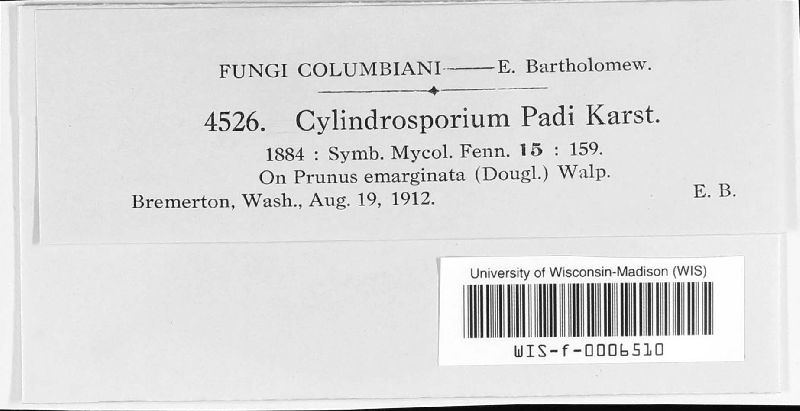 FUNGI COLUMBIANI——E. Bartholomew.
4526. Cylindrosporium Padi Karst.
1884 : Symb. Mycol. Fenn. 15 : 159.
On Prunus emarginata (Dougl.) Walp.
Bremerton, Wash., Aug. 19, 1912. E. B.
University of Wisconsin-Madison (WIS)
WIS-f-0006510